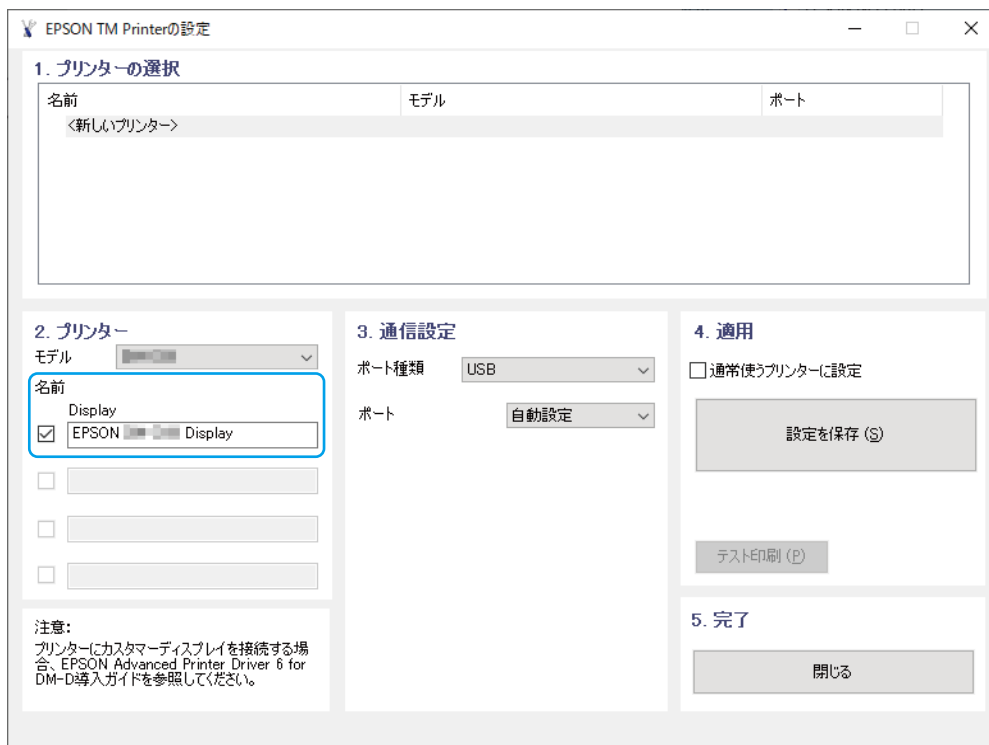 EPSON TM Printerの設定
1. プリンターの選択
名前 モデル ポート
<新しいプリンター>
2. プリンター
モデル
名前
Display
EPSON Display
3. 通信設定
ポート種類 USB
ポート 自動設定
4. 適用
通常使うプリンターに設定
設定を保存 (S)
テスト印刷 (P)
注意:
プリンターにカスタマーディスプレイを接続する場
合、EPSON Advanced Printer Driver 6 for
DM-D導入ガイドを参照してください。
5. 完了
閉じる